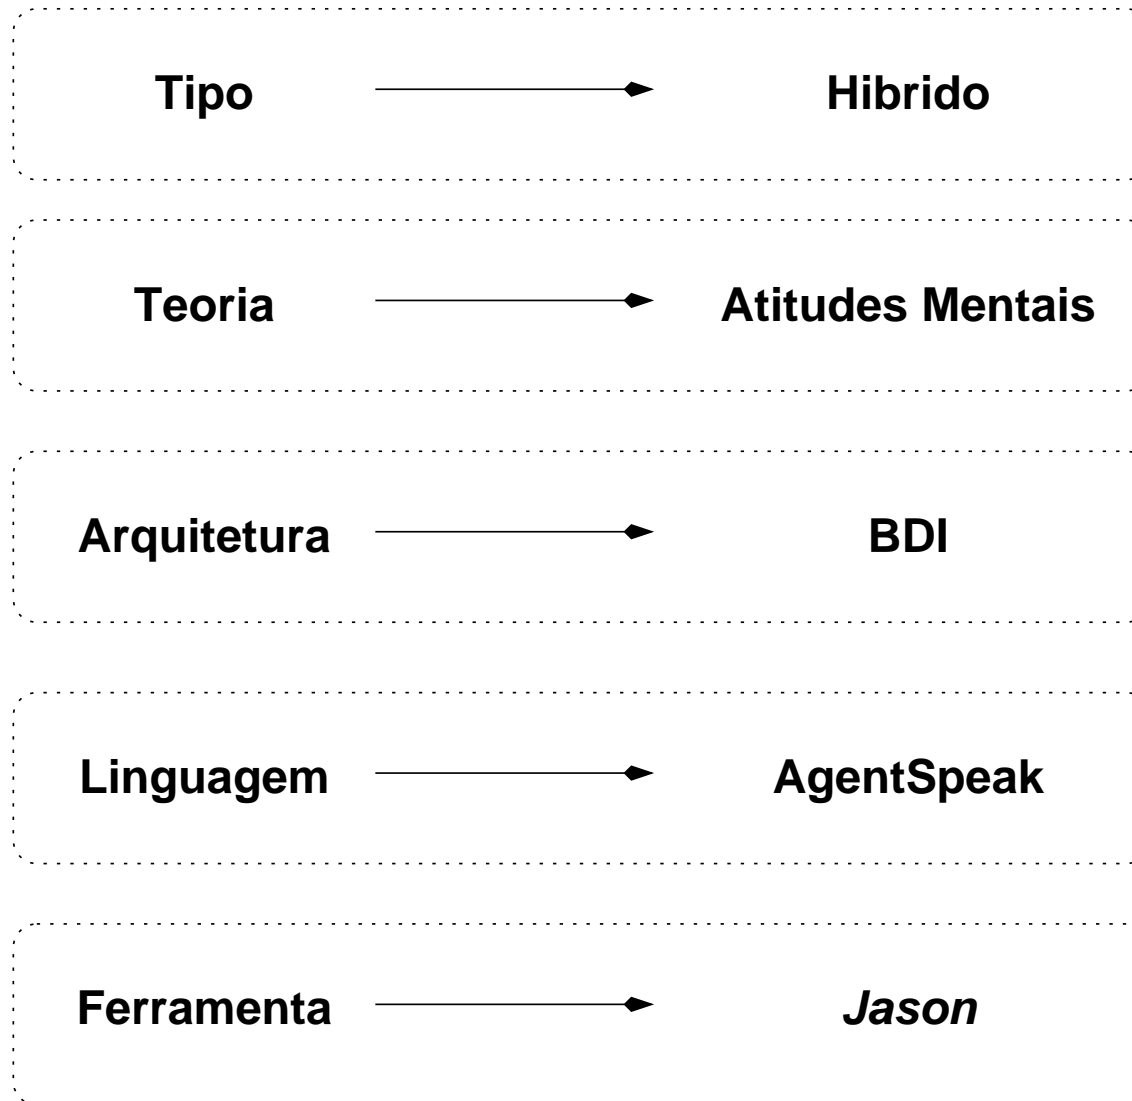 Tipo Hibrido
Teoria Atitudes Mentais
Arquitetura BDI
Linguagem AgentSpeak
Ferramenta Jason